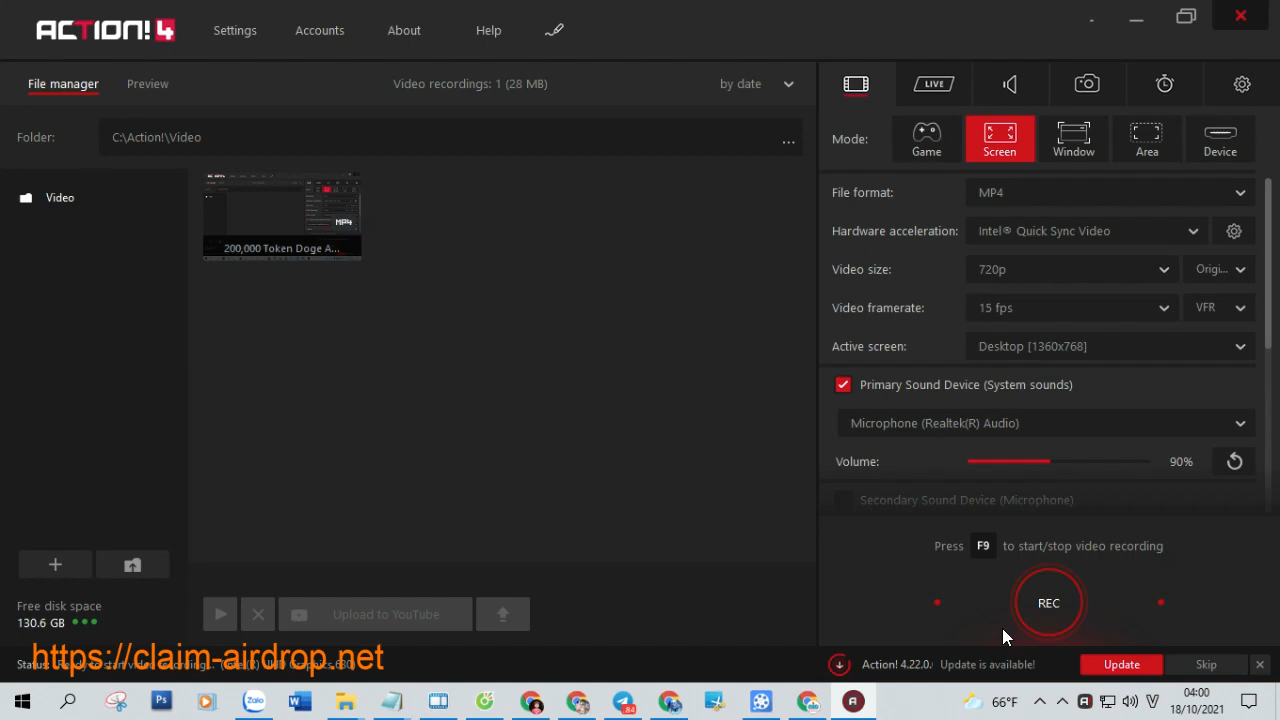 ACTION! 4
Settings
Accounts
About
Help
LIVE
File manager
Preview
Video recordings: 1 (28 MB)
by date
Folder:
C:\Action!\Video
...
Mode:
Game
Screen
Window
Area
Device
Video
MP4
200,000 Token Doge A...
File format:
MP4
Hardware acceleration:
Intel® Quick Sync Video
Video size:
720p
Origi...
Video framerate:
15 fps
VFR
Active screen:
Desktop [1360x768]
Primary Sound Device (System sounds)
Microphone (Realtek(R) Audio)
Volume:
90%
Secondary Sound Device (Microphone)
Press F9 to start/stop video recording
REC
Free disk space
130.6 GB
Upload to YouTube
https://claim-airdrop.net
Status:
Action! 4.22.0.
Update is available!
Update
Skip
Ps
Zalo
W
84
A
66°F
A
V
04:00
18/10/2021